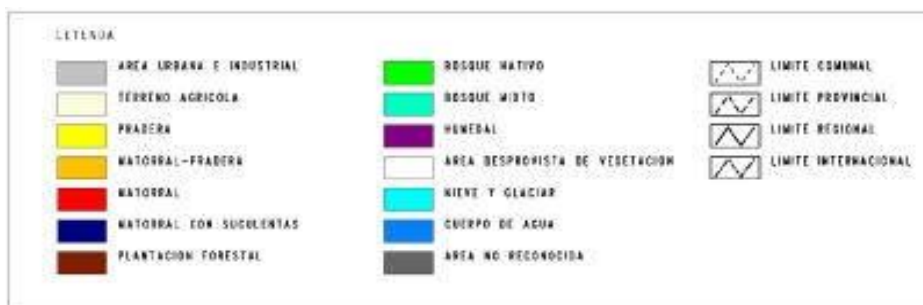 LEYENDA
AREA URBANA E INDUSTRIAL
TERRENO AGRICOLA
PRADERA
MATORRAL-PRADERA
MATORRAL
MATORRAL CON SUCULENTAS
PLANTACION FORESTAL
BOSQUE NATIVO
BOSQUE MIXTO
HUMEDAL
AREA DESPROVISTA DE VEGETACION
NIEVE Y GLACIAR
CUERPO DE AGUA
AREA NO RECONOCIDA
LIMITE COMUNAL
LIMITE PROVINCIAL
LIMITE REGIONAL
LIMITE INTERNACIONAL